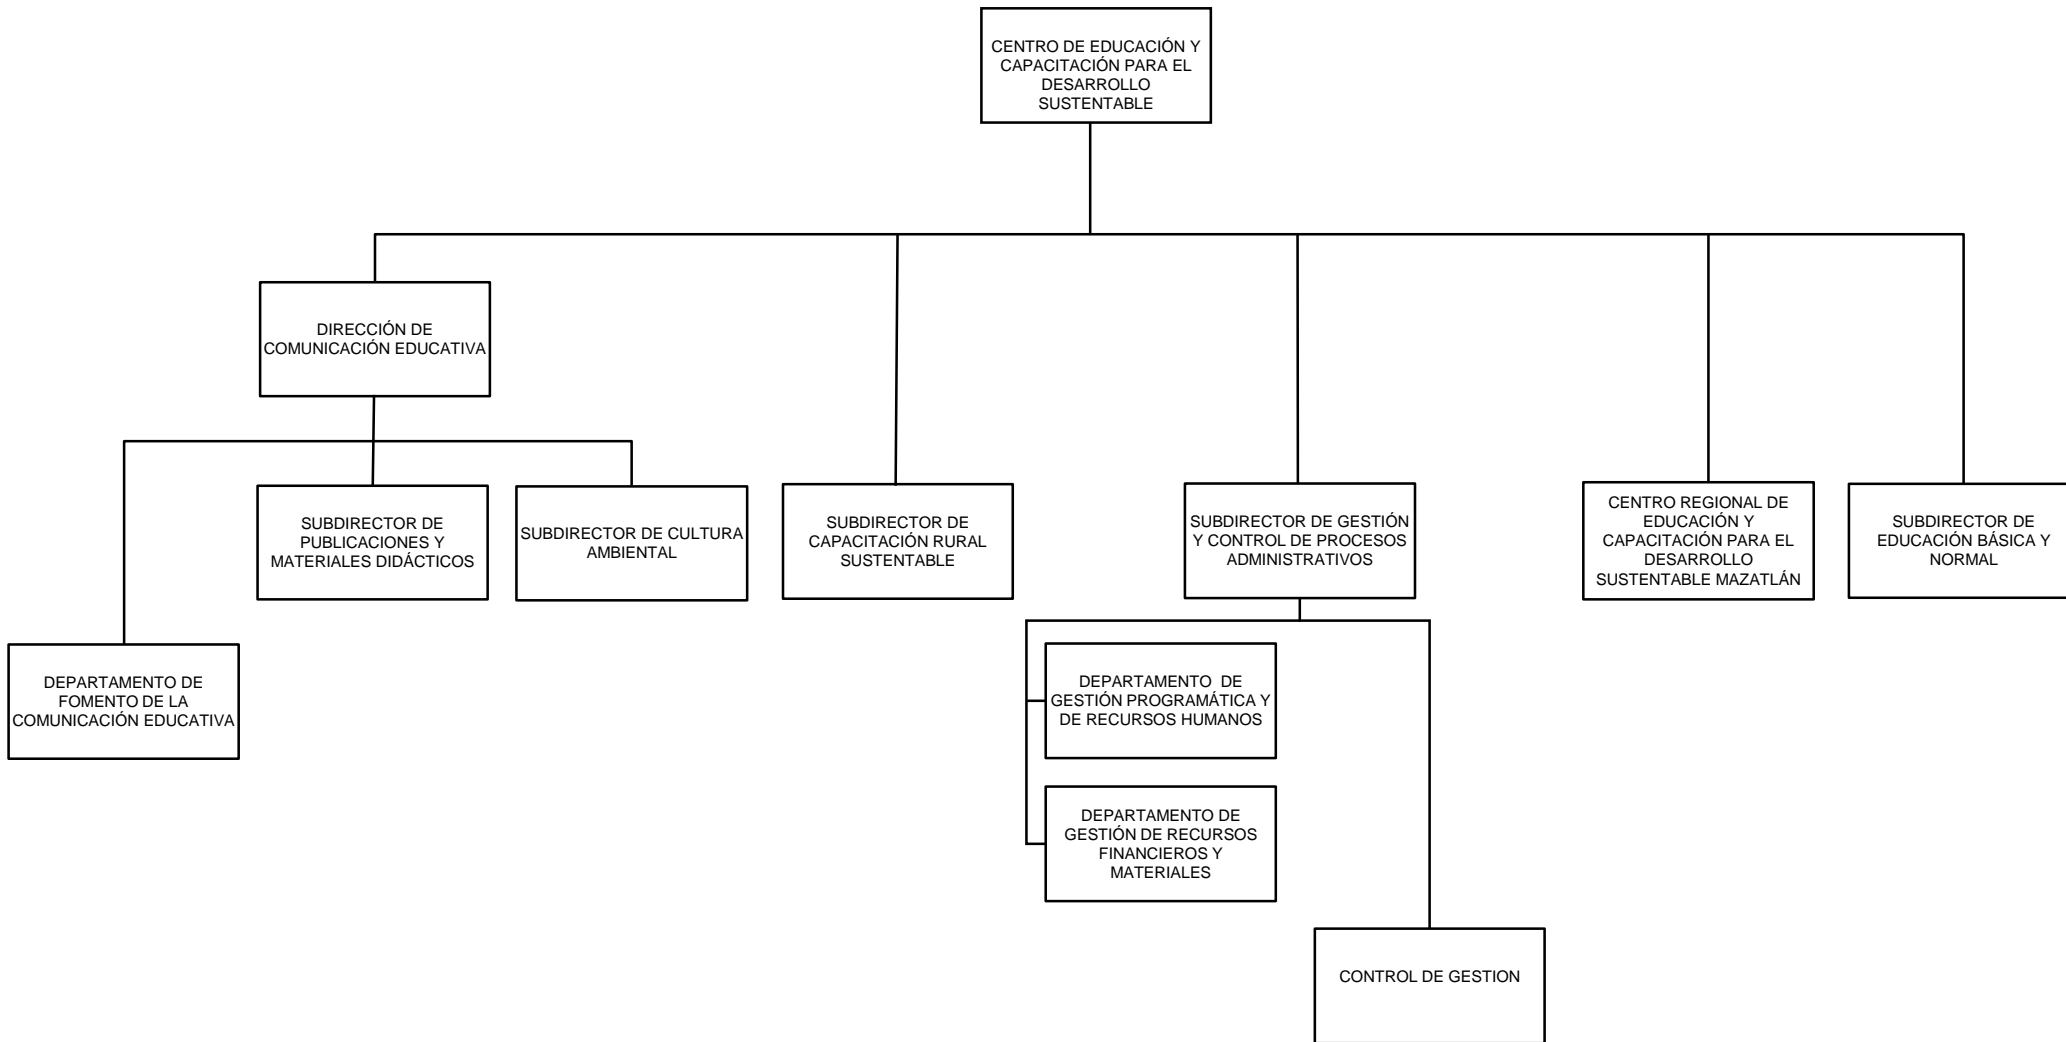 CENTRO DE EDUCACIÓN Y
CAPACITACIÓN PARA EL
DESARROLLO
SUSTENTABLE
DIRECCIÓN DE
COMUNICACIÓN EDUCATIVA
SUBDIRECTOR DE
PUBLICACIONES Y
MATERIALES DIDÁCTICOS
SUBDIRECTOR DE CULTURA
AMBIENTAL
SUBDIRECTOR DE
CAPACITACIÓN RURAL
SUSTENTABLE
SUBDIRECTOR DE GESTIÓN
Y CONTROL DE PROCESOS
ADMINISTRATIVOS
CENTRO REGIONAL DE
EDUCACIÓN Y
CAPACITACIÓN PARA EL
DESARROLLO
SUSTENTABLE MAZATLÁN
SUBDIRECTOR DE
EDUCACIÓN BÁSICA Y
NORMAL
DEPARTAMENTO DE
FOMENTO DE LA
COMUNICACIÓN EDUCATIVA
DEPARTAMENTO  DE
GESTIÓN PROGRAMÁTICA Y
DE RECURSOS HUMANOS
DEPARTAMENTO DE
GESTIÓN DE RECURSOS
FINANCIEROS Y
MATERIALES
CONTROL DE GESTION